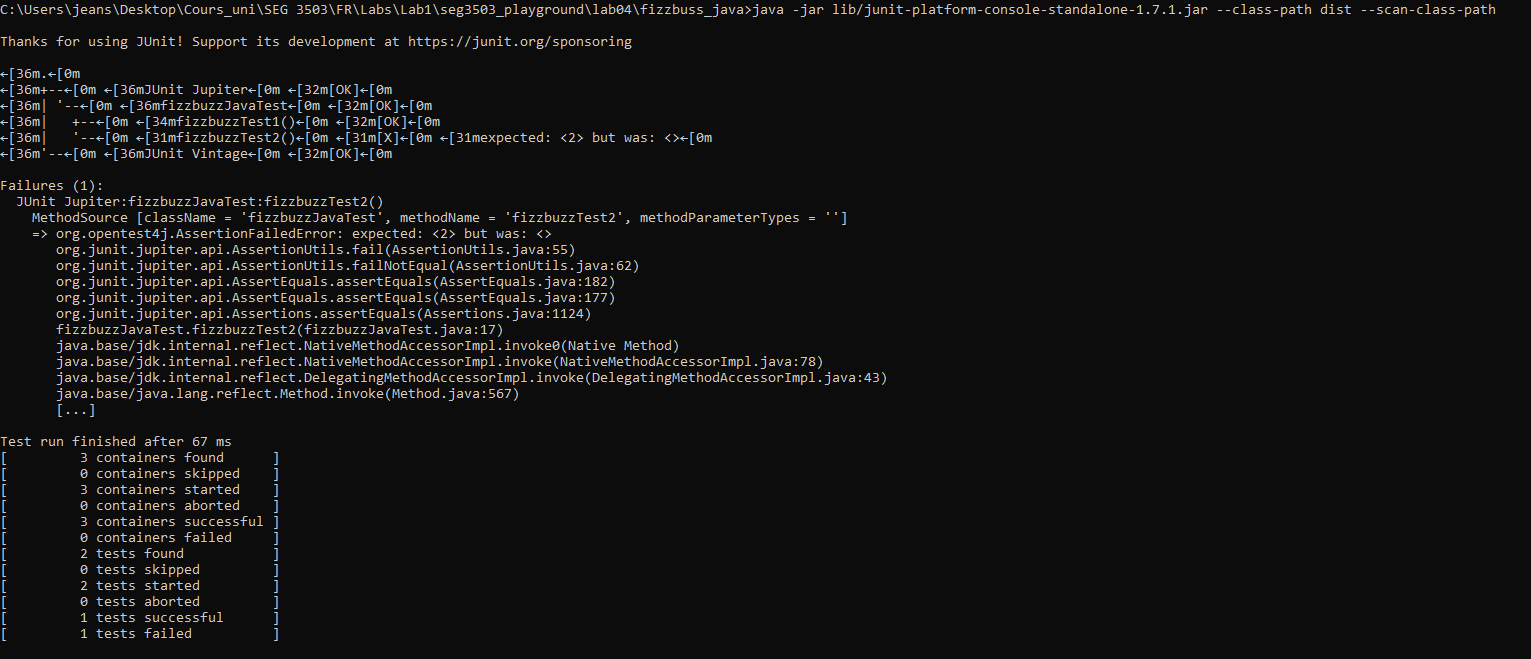 C:\Users\jeans\Desktop\Cours_uni\SEG 3503\FR\Labs\Lab1\seg3503_playground\lab04\fizzbuss_java>java -jar lib/junit-platform-console-standalone-1.7.1.jar --class-path dist --scan-class-path
Thanks for using JUnit! Support its development at https://junit.org/sponsoring
←[36m.←[0m
←[36m+--←[0m ←[36mJUnit Jupiter←[0m ←[32m[OK]←[0m
←[36m| '--←[0m ←[36mfizzbuzzJavaTest←[0m ←[32m[OK]←[0m
←[36m|   +--←[0m ←[34mfizzbuzzTest1()←[0m ←[32m[OK]←[0m
←[36m|   '--←[0m ←[31mfizzbuzzTest2()←[0m ←[31m[X]←[0m ←[31mexpected: <2> but was: <>←[0m
←[36m'--←[0m ←[36mJUnit Vintage←[0m ←[32m[OK]←[0m
Failures (1):
  JUnit Jupiter:fizzbuzzJavaTest:fizzbuzzTest2()
    MethodSource [className = 'fizzbuzzJavaTest', methodName = 'fizzbuzzTest2', methodParameterTypes = '']
    => org.opentest4j.AssertionFailedError: expected: <2> but was: <>
       org.junit.jupiter.api.AssertionUtils.fail(AssertionUtils.java:55)
       org.junit.jupiter.api.AssertionUtils.failNotEqual(AssertionUtils.java:62)
       org.junit.jupiter.api.AssertEquals.assertEquals(AssertEquals.java:182)
       org.junit.jupiter.api.AssertEquals.assertEquals(AssertEquals.java:177)
       org.junit.jupiter.api.Assertions.assertEquals(Assertions.java:1124)
       fizzbuzzJavaTest.fizzbuzzTest2(fizzbuzzJavaTest.java:17)
       java.base/jdk.internal.reflect.NativeMethodAccessorImpl.invoke0(Native Method)
       java.base/jdk.internal.reflect.NativeMethodAccessorImpl.invoke(NativeMethodAccessorImpl.java:78)
       java.base/jdk.internal.reflect.DelegatingMethodAccessorImpl.invoke(DelegatingMethodAccessorImpl.java:43)
       java.base/java.lang.reflect.Method.invoke(Method.java:567)
       [...]
Test run finished after 67 ms
[         3 containers found      ]
[         0 containers skipped    ]
[         3 containers started    ]
[         0 containers aborted    ]
[         3 containers successful ]
[         0 containers failed     ]
[         2 tests found           ]
[         0 tests skipped         ]
[         2 tests started         ]
[         0 tests aborted         ]
[         1 tests successful      ]
[         1 tests failed          ]